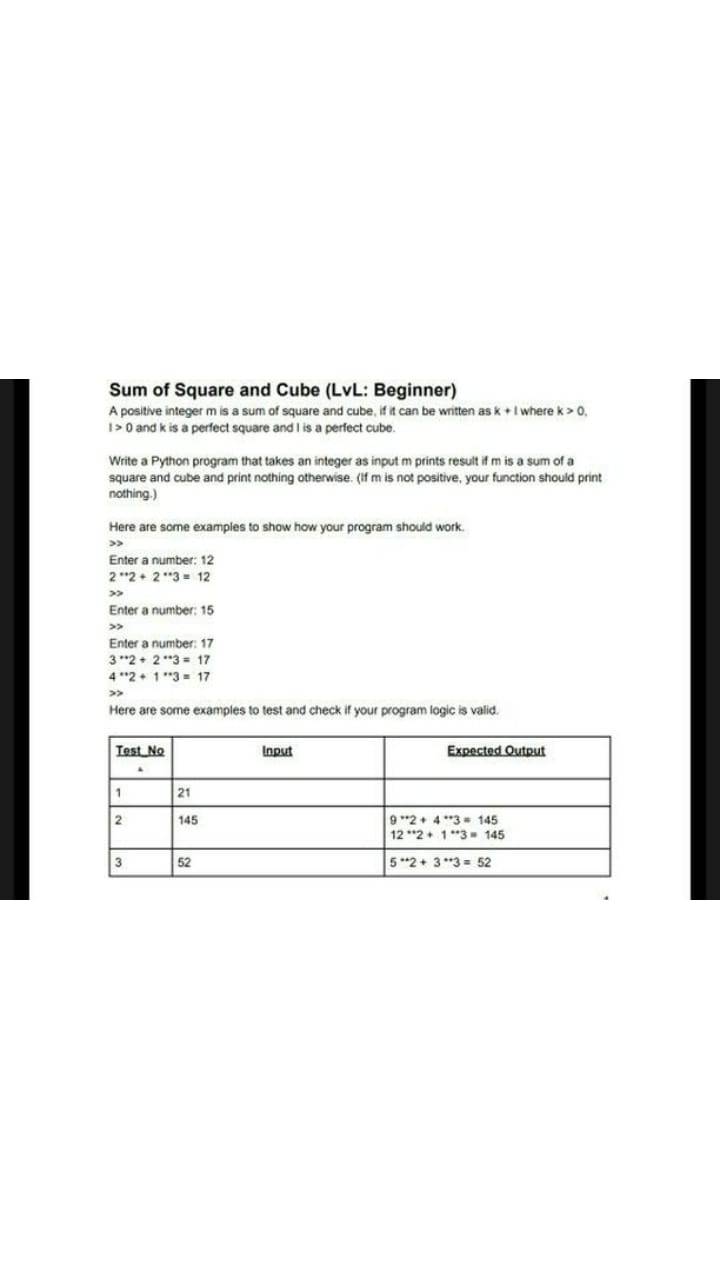 Sum of Square and Cube (LvL: Beginner)
A positive integer m is a sum of square and cube, if it can be written as k + l where k > 0,
l > 0 and k is a perfect square and l is a perfect cube.
Write a Python program that takes an integer as input m prints result if m is a sum of a
square and cube and print nothing otherwise. (If m is not positive, your function should print
nothing.)
Here are some examples to show how your program should work.
>>
Enter a number: 12
2 **2 + 2 **3 = 12
>>
Enter a number: 15
>>
Enter a number: 17
3 **2 + 2 **3 = 17
4 **2 + 1 **3 = 17
>>
Here are some examples to test and check if your program logic is valid.
Test_No Input Expected Output
1 21
2 145 9 **2 + 4 **3 = 145
12 **2 + 1 **3 = 145
3 52 5 **2 + 3 **3 = 52